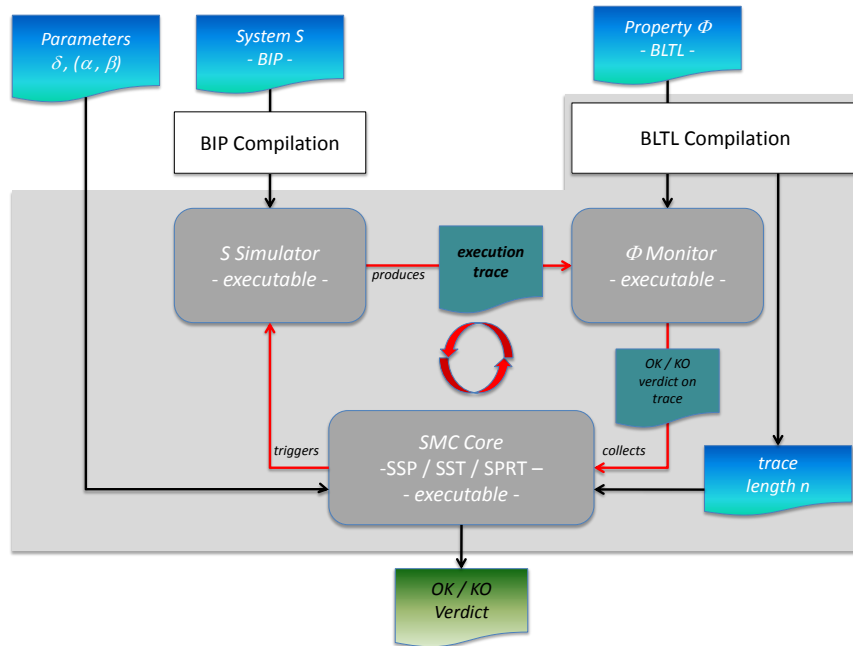 Parameters
δ , (α , β)
System S
- BIP -
Property Φ
- BLTL -
BIP Compilation
BLTL Compilation
S Simulator
- executable -
produces
execution
trace
Φ Monitor
- executable -
OK / KO
verdict on
trace
triggers
SMC Core
-SSP / SST / SPRT –
- executable -
collects
trace
length n
OK / KO
Verdict